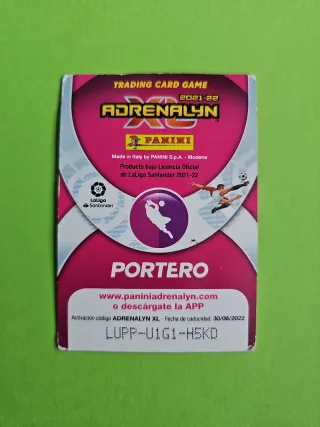 TRADING CARD GAME
2021-22
ADRENALYN
XL
PANINI
Made in Italy by PANINI S.p.A. - Modena
Producto bajo Licencia Oficial
de LaLiga Santander 2021-22
LaLiga
Santander
PORTERO
www.paniniadrenalyn.com
o descárgate la APP
Activación código ADRENALYN XL - Fecha de caducidad: 30/06/2022
LUPP-U1G1-H5KD